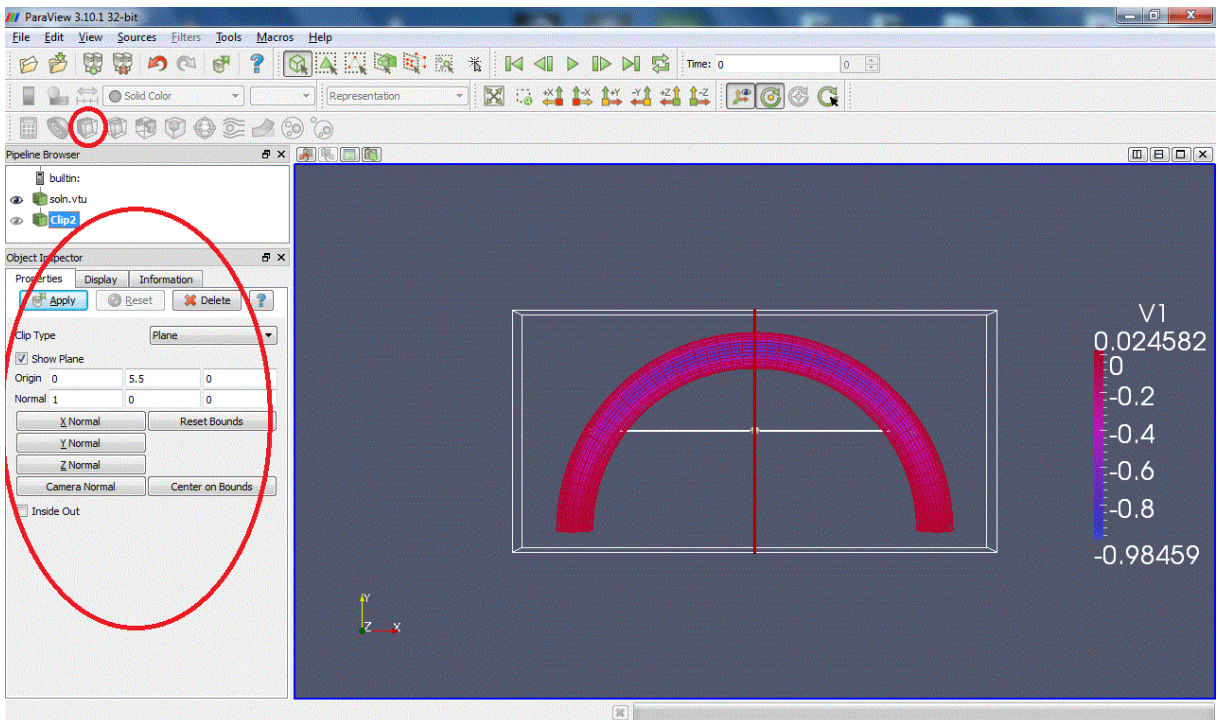 ParaView 3.10.1 32-bit
File Edit View Sources Filters Tools Macros Help
Time: 0 0
Solid Color Representation
Pipeline Browser
builtin:
soln.vtu
Clip2
Object Inspector
Properties Display Information
Apply Reset Delete ?
Clip Type Plane
Show Plane
Origin 0 5.5 0
Normal 1 0 0
X Normal Reset Bounds
Y Normal
Z Normal
Camera Normal Center on Bounds
Inside Out
V1
0.024582
0
-0.2
-0.4
-0.6
-0.8
-0.98459
Y
Z X